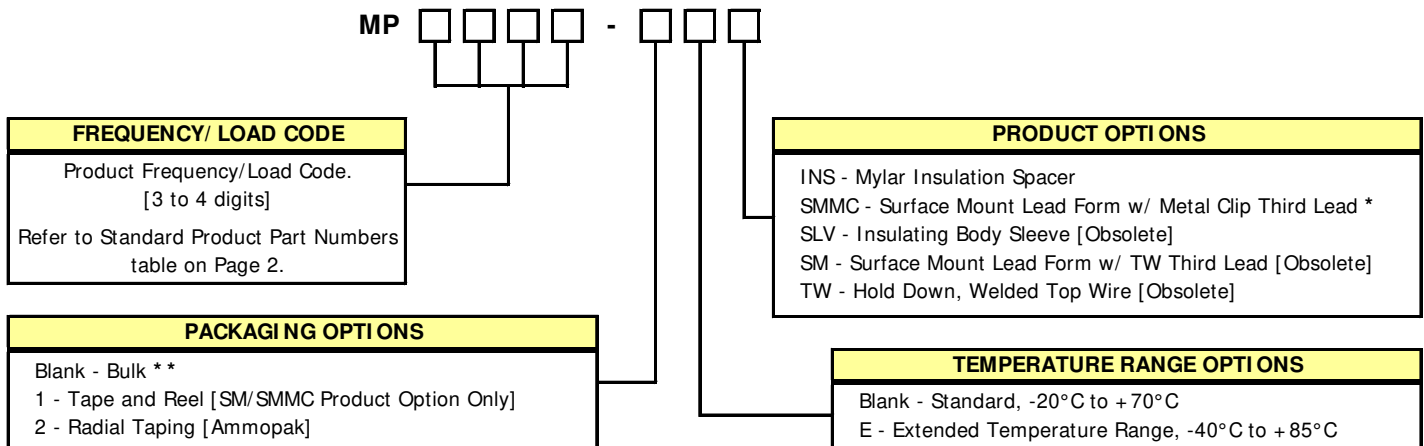 MP -
FREQUENCY/ LOAD CODE
Product Frequency/Load Code.
[3 to 4 digits]
Refer to Standard Product Part Numbers
table on Page 2.
PRODUCT OPTIONS
INS - Mylar Insulation Spacer
SMMC - Surface Mount Lead Form w/ Metal Clip Third Lead *
SLV - Insulating Body Sleeve [Obsolete]
SM - Surface Mount Lead Form w/ TW Third Lead [Obsolete]
TW - Hold Down, Welded Top Wire [Obsolete]
PACKAGING OPTIONS
Blank - Bulk **
1 - Tape and Reel [SM/SMMC Product Option Only]
2 - Radial Taping [Ammopak]
TEMPERATURE RANGE OPTIONS
Blank - Standard, -20°C to +70°C
E - Extended Temperature Range, -40°C to +85°C